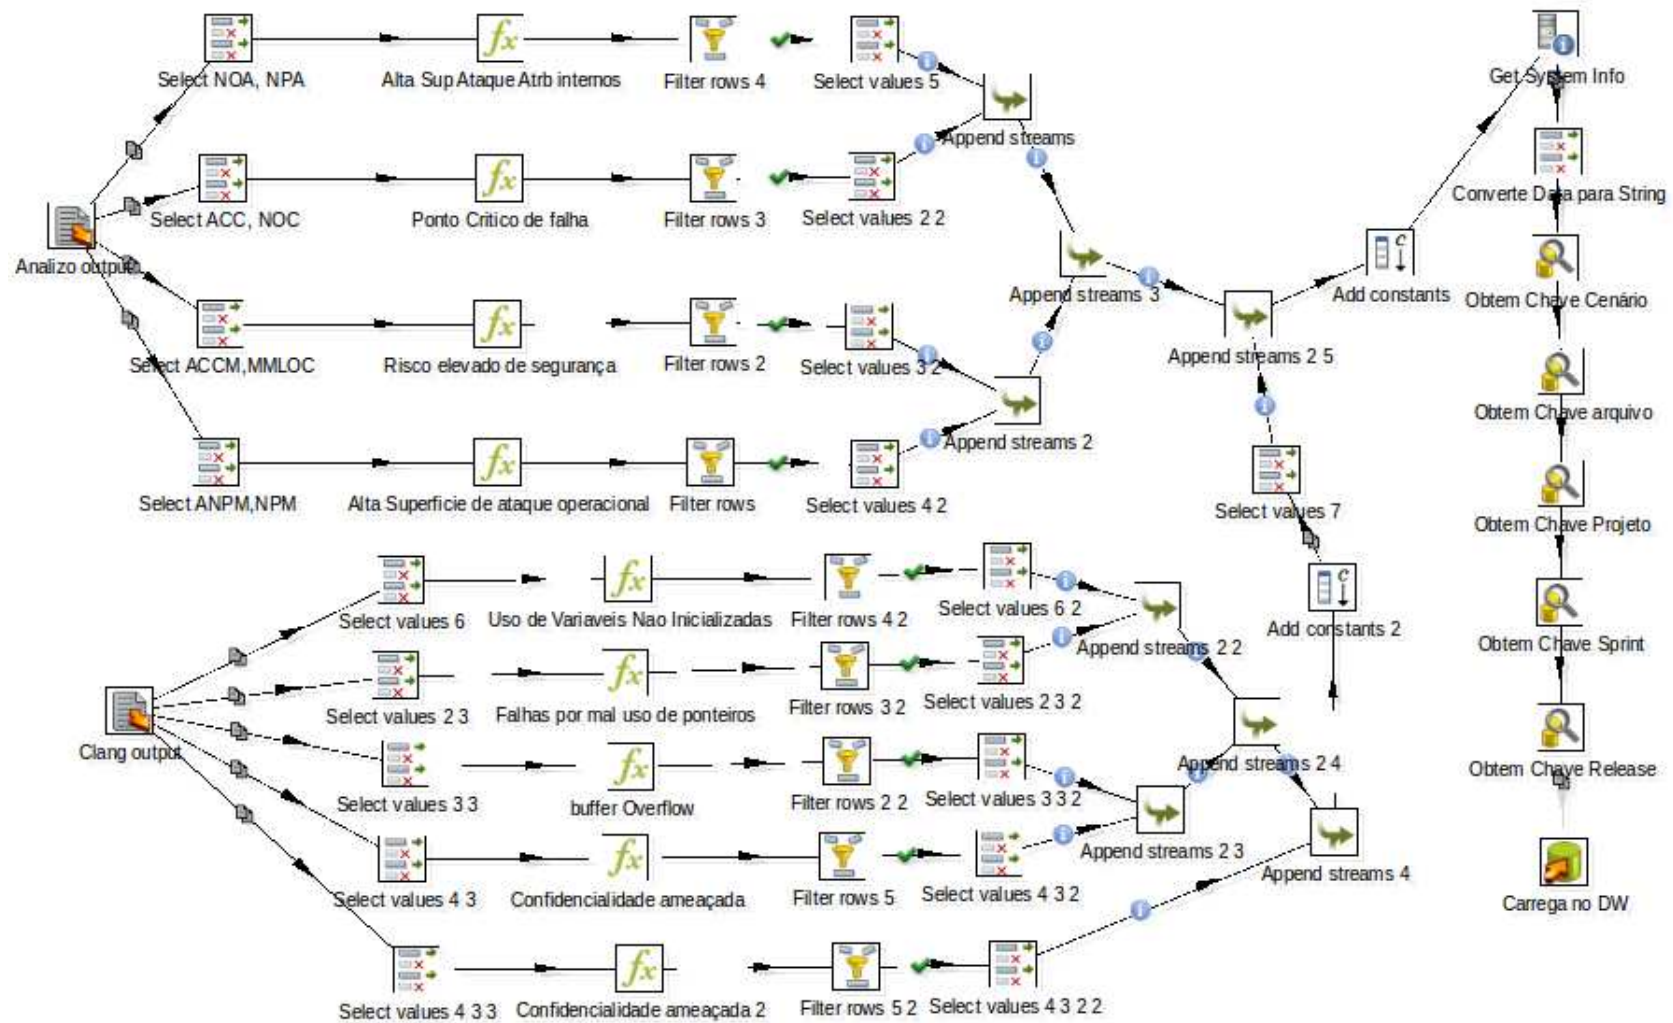 Select NOA, NPA
Alta Sup Ataque Atrb internos
Filter rows 4
Select values 5
Append streams
Get System Info
Select ACC, NOC
Ponto Critico de falha
Filter rows 3
Select values 2 2
Converte Data para String
Analizo output
Append streams 3
Add constants
Obtem Chave Cenário
Select ACCM,MMLOC
Risco elevado de segurança
Filter rows 2
Select values 3 2
Append streams 2 5
Obtem Chave arquivo
Append streams 2
Select ANPM,NPM
Alta Superficie de ataque operacional
Filter rows
Select values 4 2
Select values 7
Obtem Chave Projeto
Select values 6
Uso de Variaveis Nao Inicializadas
Filter rows 4 2
Select values 6 2
Add constants 2
Append streams 2 2
Obtem Chave Sprint
Select values 2 3
Falhas por mal uso de ponteiros
Filter rows 3 2
Select values 2 3 2
Clang output
Append streams 2 4
Obtem Chave Release
Select values 3 3
buffer Overflow
Filter rows 2 2
Select values 3 3 2
Append streams 2 3
Append streams 4
Select values 4 3
Confidencialidade ameaçada
Filter rows 5
Select values 4 3 2
Carrega no DW
Select values 4 3 3
Confidencialidade ameaçada 2
Filter rows 5 2
Select values 4 3 2 2